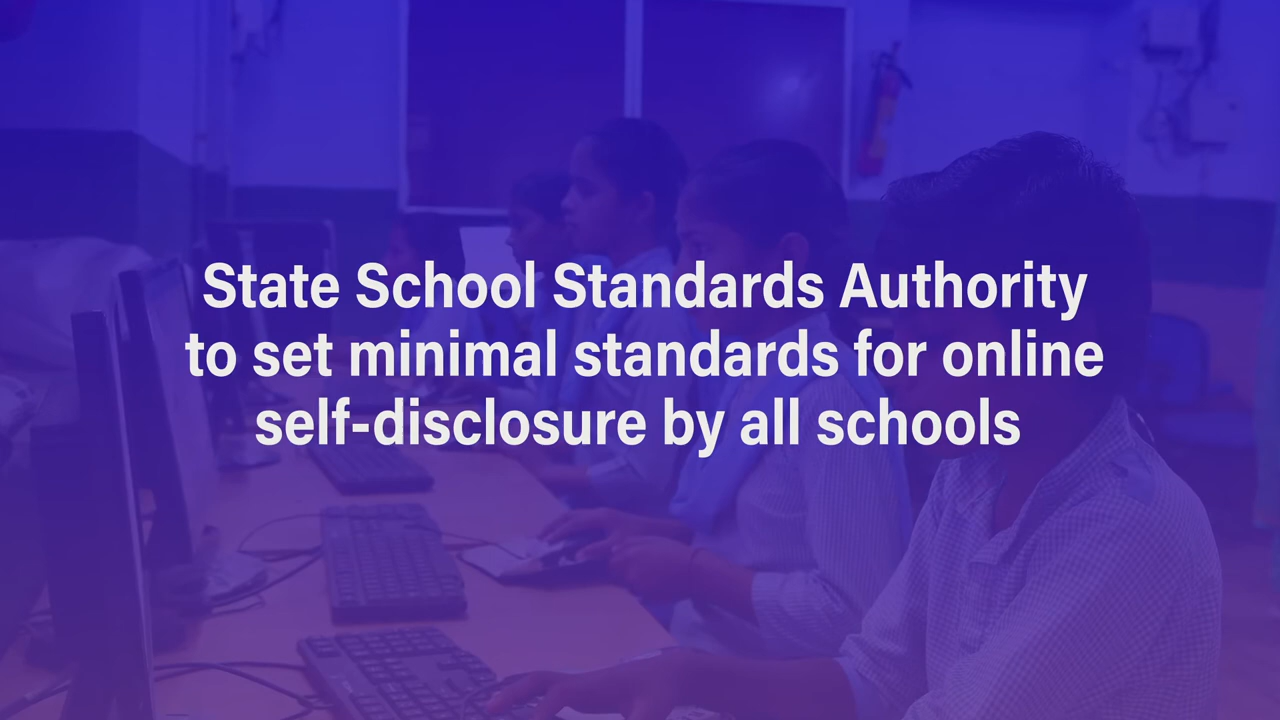 State School Standards Authority
to set minimal standards for online
self-disclosure by all schools